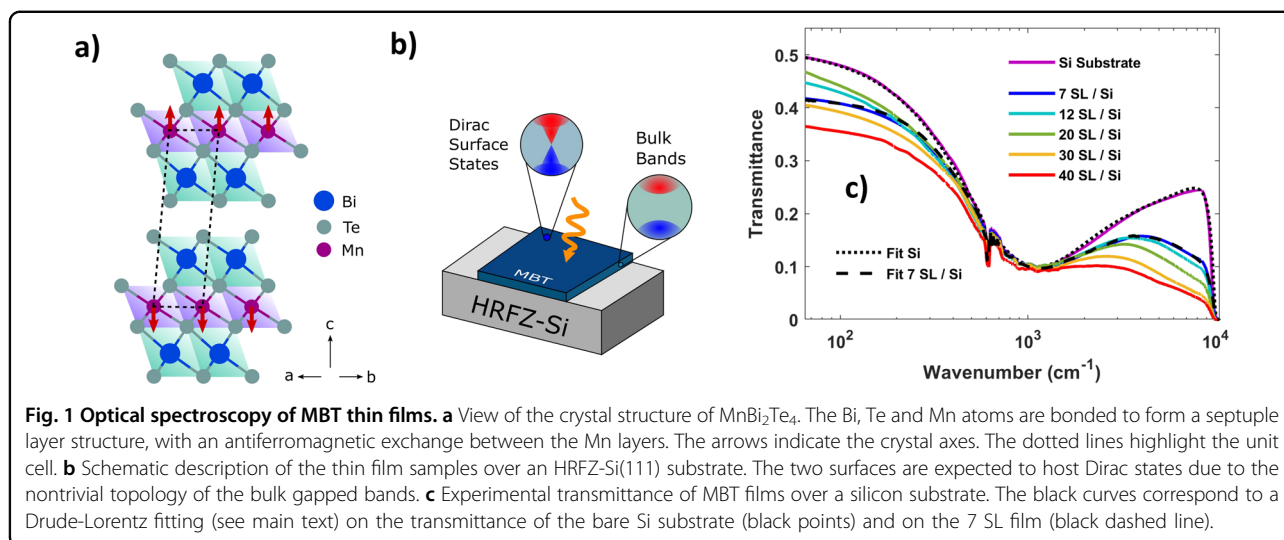 a)
Bi
Te
Mn
c
a
b
b)
Dirac
Surface
States
Bulk
Bands
MBT
HRFZ-Si
c)
Transmittance
0.5
0.4
0.3
0.2
0.1
0
Si Substrate
7 SL / Si
12 SL / Si
20 SL / Si
30 SL / Si
40 SL / Si
Fit Si
Fit 7 SL / Si
10²
10³
10⁴
Wavenumber (cm⁻¹)
Fig. 1 Optical spectroscopy of MBT thin films. a View of the crystal structure of MnBi₂Te₄. The Bi, Te and Mn atoms are bonded to form a septuple
layer structure, with an antiferromagnetic exchange between the Mn layers. The arrows indicate the crystal axes. The dotted lines highlight the unit
cell. b Schematic description of the thin film samples over an HRFZ-Si(111) substrate. The two surfaces are expected to host Dirac states due to the
nontrivial topology of the bulk gapped bands. c Experimental transmittance of MBT films over a silicon substrate. The black curves correspond to a
Drude-Lorentz fitting (see main text) on the transmittance of the bare Si substrate (black points) and on the 7 SL film (black dashed line).